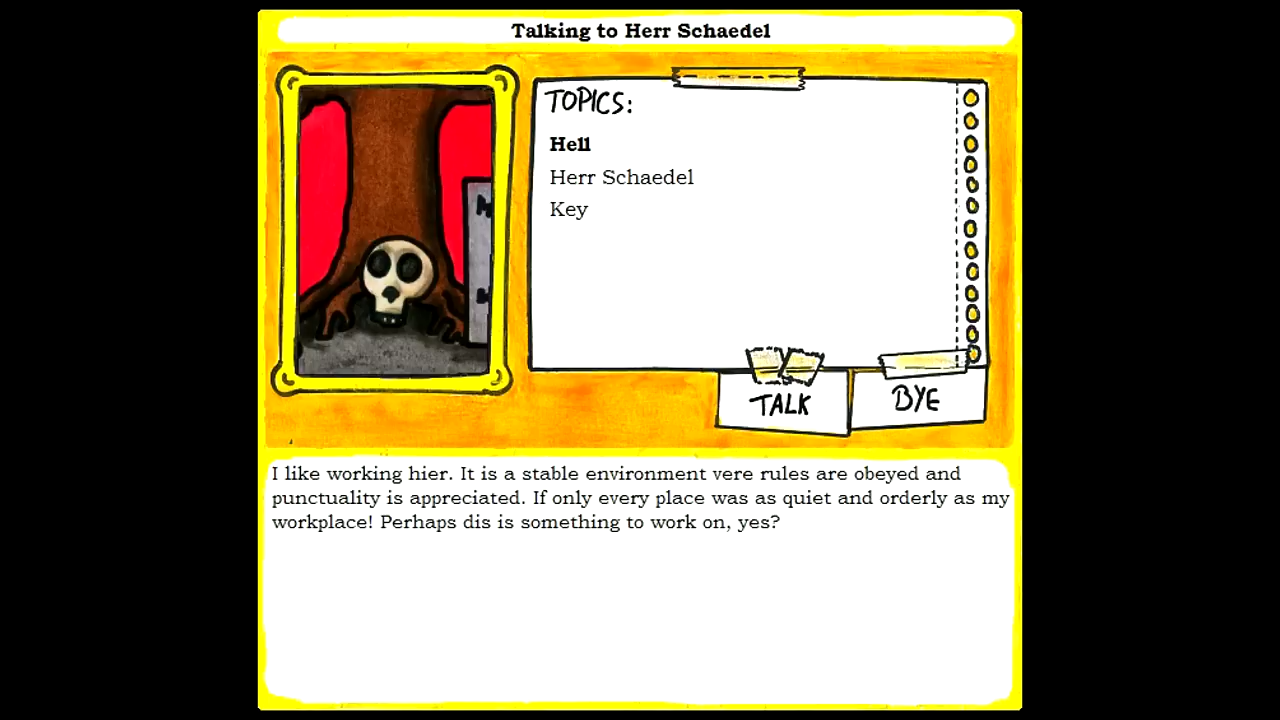 Talking to Herr Schaedel
TOPICS:
Hell
Herr Schaedel
Key
TALK
BYE
I like working hier. It is a stable environment vere rules are obeyed and
punctuality is appreciated. If only every place was as quiet and orderly as my
workplace! Perhaps dis is something to work on, yes?